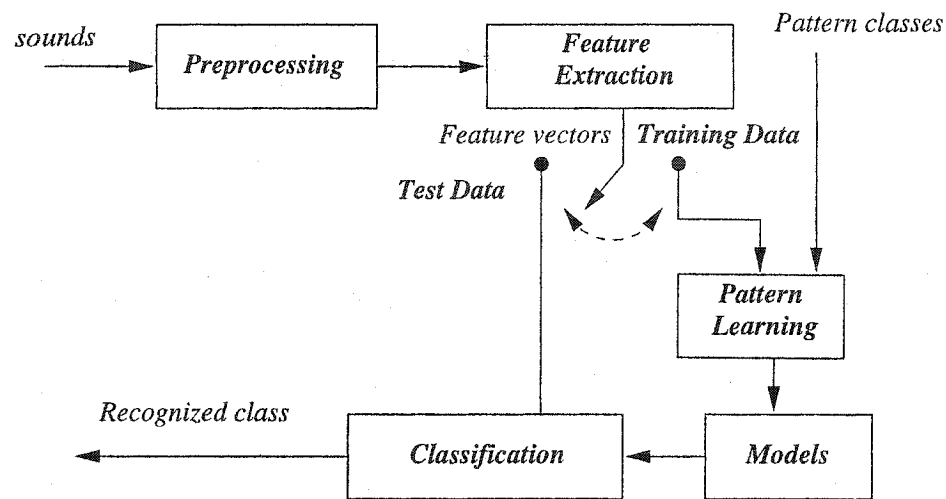 sounds
Preprocessing
Feature
Extraction
Pattern classes
Feature vectors
Training Data
Test Data
Pattern
Learning
Recognized class
Classification
Models